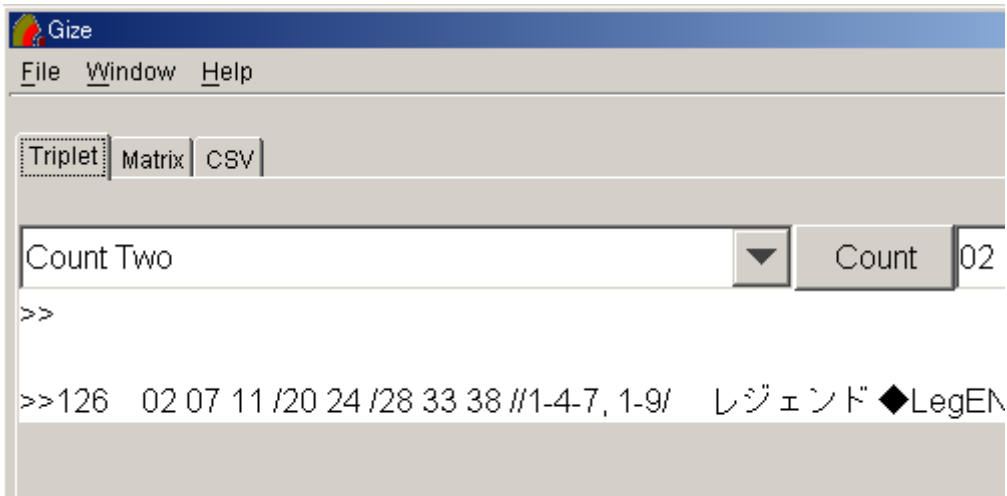 Gize
File Window Help
Triplet Matrix CSV
Count Two Count 02
>>
>>126 02 07 11 /20 24 /28 33 38 //1-4-7, 1-9/ レジェンド ◆LegEN